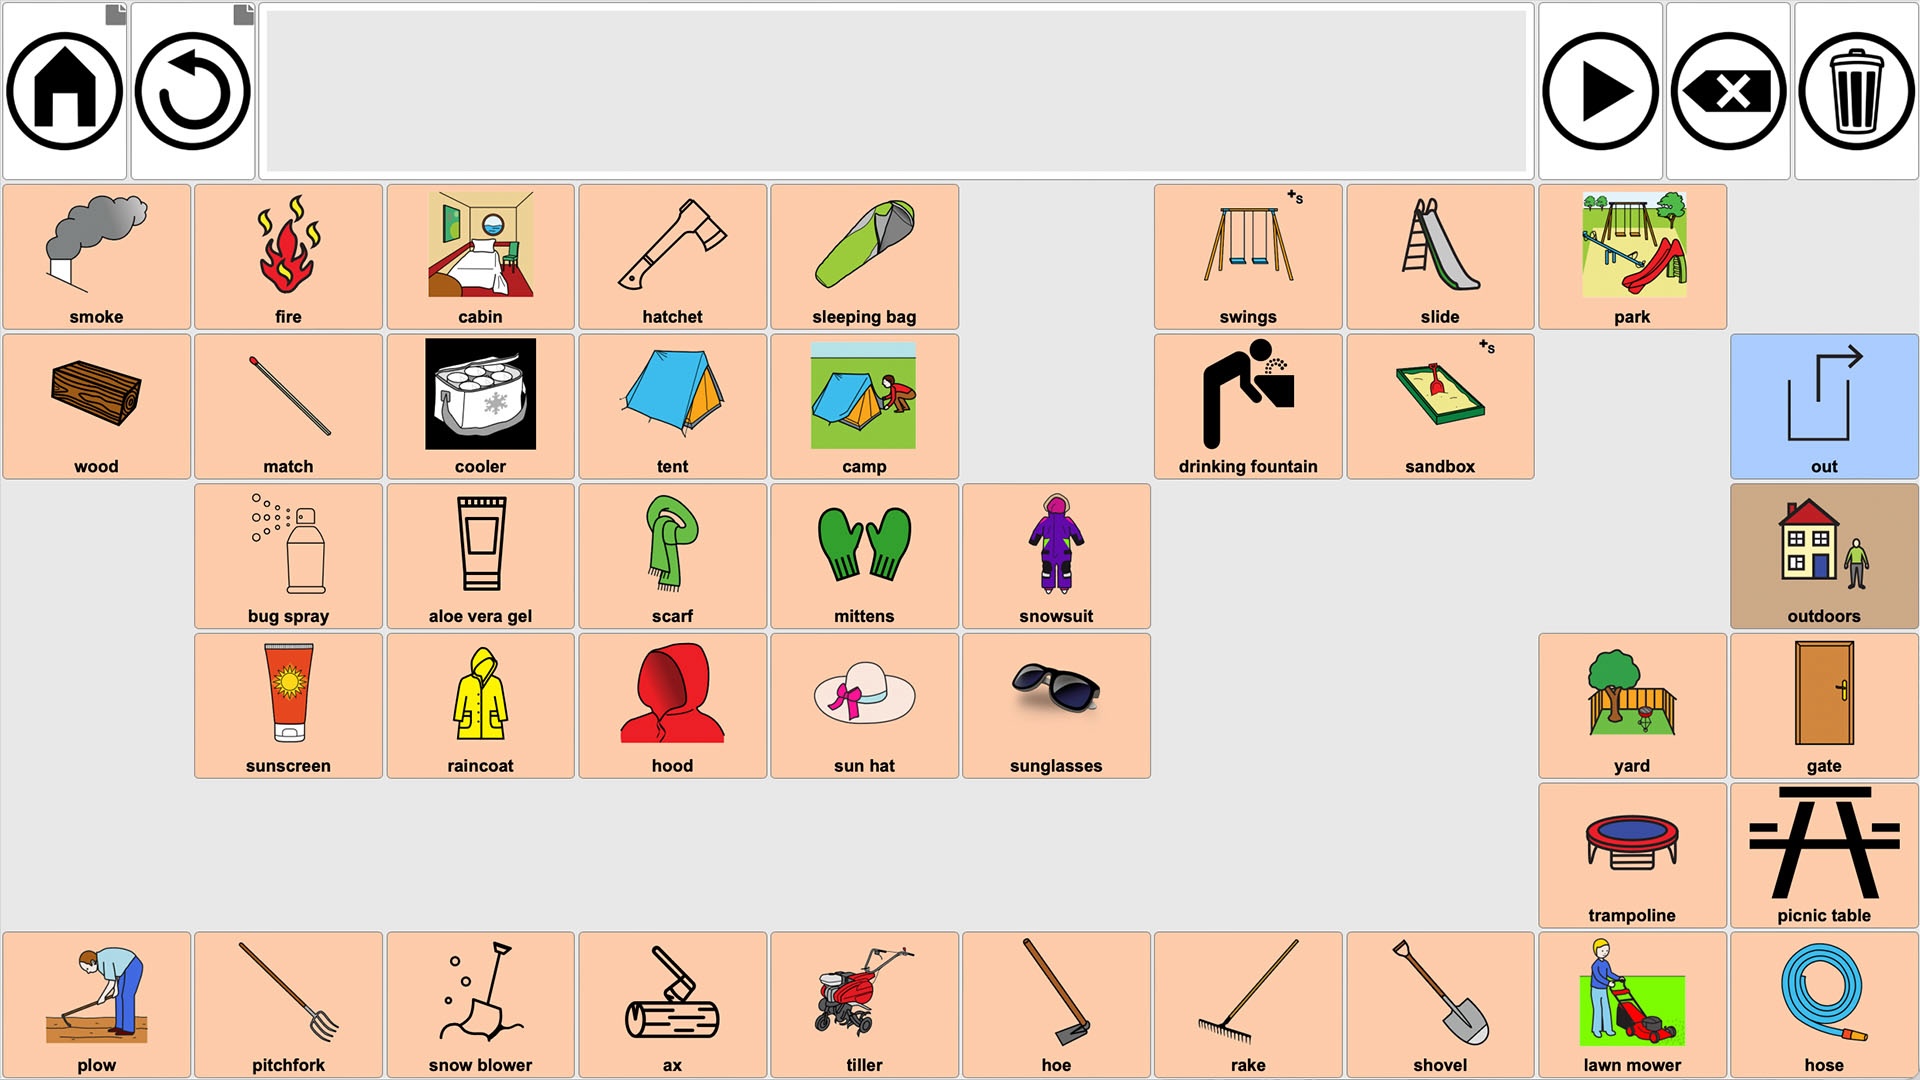 smoke
fire
cabin
hatchet
sleeping bag
+s
swings
slide
park
wood
match
cooler
tent
camp
drinking fountain
+s
sandbox
out
bug spray
aloe vera gel
scarf
mittens
snowsuit
outdoors
sunscreen
raincoat
hood
sun hat
sunglasses
yard
gate
trampoline
picnic table
plow
pitchfork
snow blower
ax
tiller
hoe
rake
shovel
lawn mower
hose